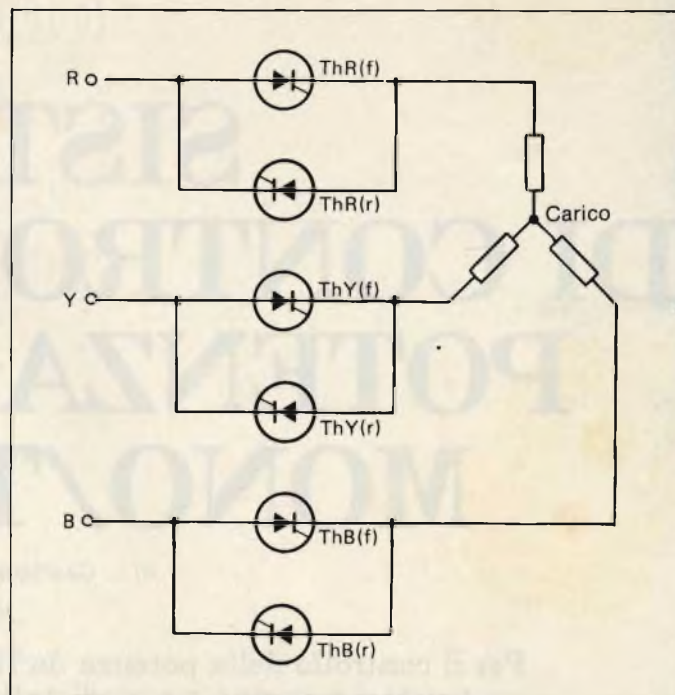 R
ThR(f)
ThR(r)
Carico
Y
ThY(f)
ThY(r)
B
ThB(f)
ThB(r)